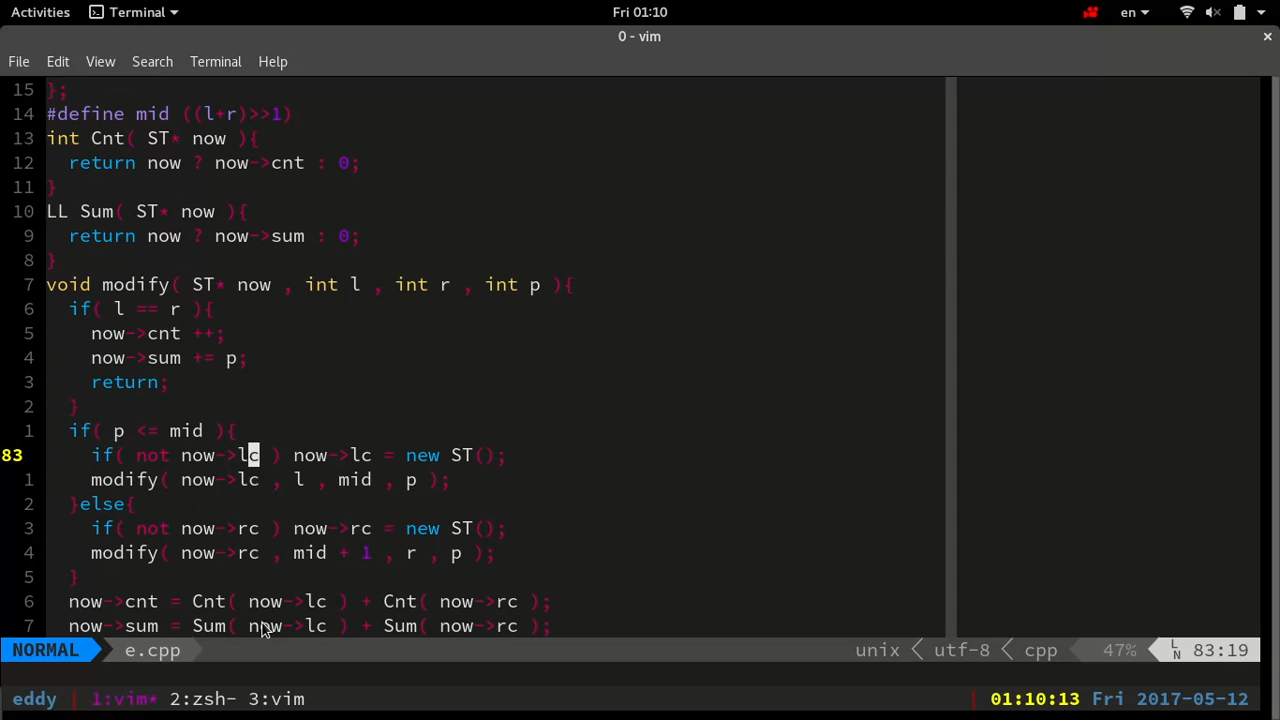 Activities Terminal Fri 01:10 en
0 - vim
File Edit View Search Terminal Help
15 };
14 #define mid ((l+r)>>1)
13 int Cnt( ST* now ){
12   return now ? now->cnt : 0;
11 }
10 LL Sum( ST* now ){
9   return now ? now->sum : 0;
8 }
7 void modify( ST* now , int l , int r , int p ){
6   if( l == r ){
5     now->cnt ++;
4     now->sum += p;
3     return;
2   }
1   if( p <= mid ){
83     if( not now->lc ) now->lc = new ST();
1     modify( now->lc , l , mid , p );
2   }else{
3     if( not now->rc ) now->rc = new ST();
4     modify( now->rc , mid + 1 , r , p );
5   }
6   now->cnt = Cnt( now->lc ) + Cnt( now->rc );
7   now->sum = Sum( now->lc ) + Sum( now->rc );
NORMAL e.cpp unix utf-8 cpp 47% LN 83:19
eddy 1:vim* 2:zsh- 3:vim 01:10:13 Fri 2017-05-12